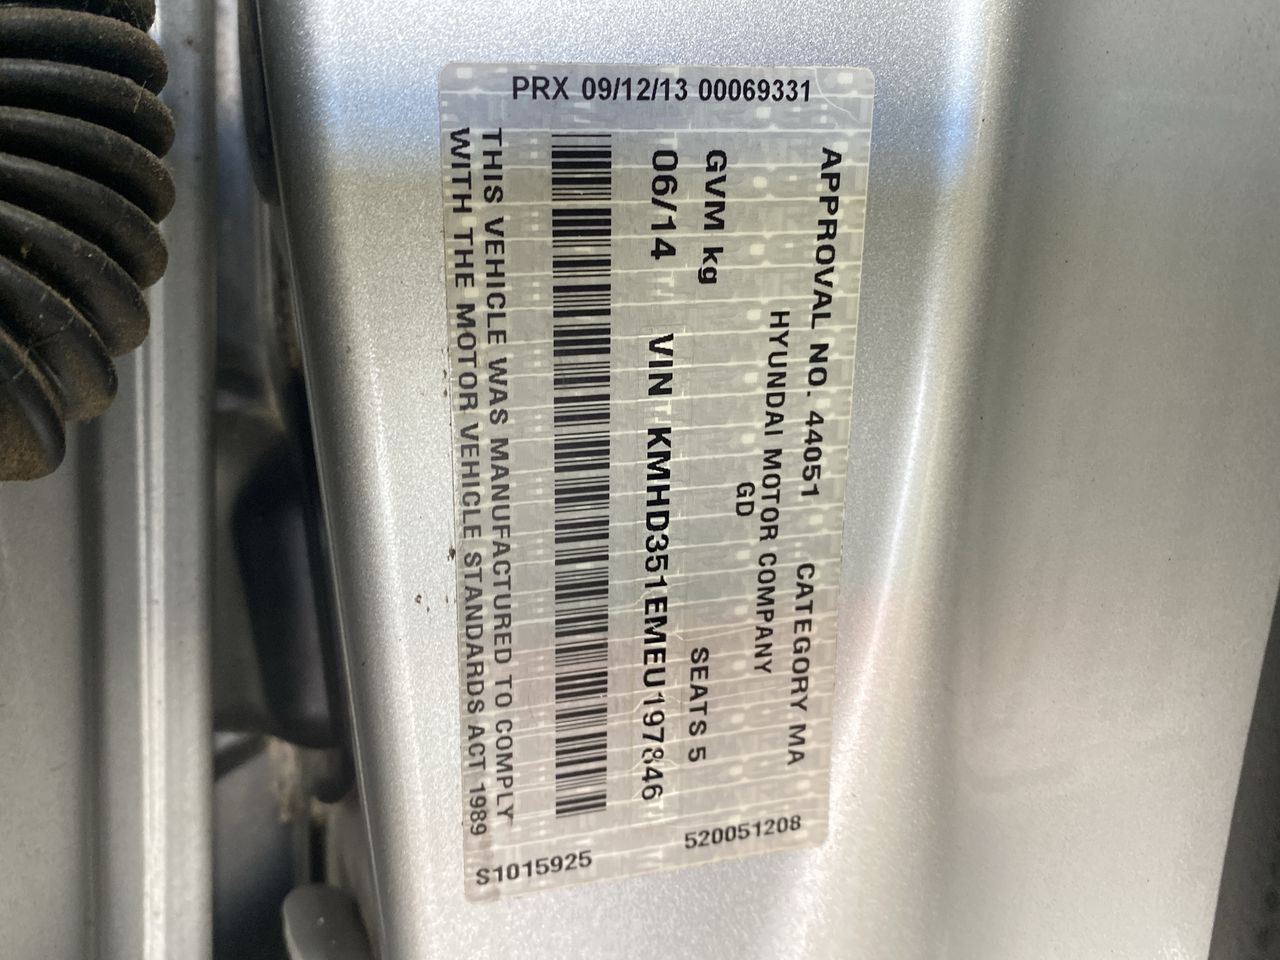 PRX 09/12/13 00069331
APPROVAL NO. 44051 CATEGORY MA
HYUNDAI MOTOR COMPANY
GD
GVM kg SEATS 5
06/14 VIN KMHD351EMEU197846
THIS VEHICLE WAS MANUFACTURED TO COMPLY
WITH THE MOTOR VEHICLE STANDARDS ACT 1989
520051208
S1015925